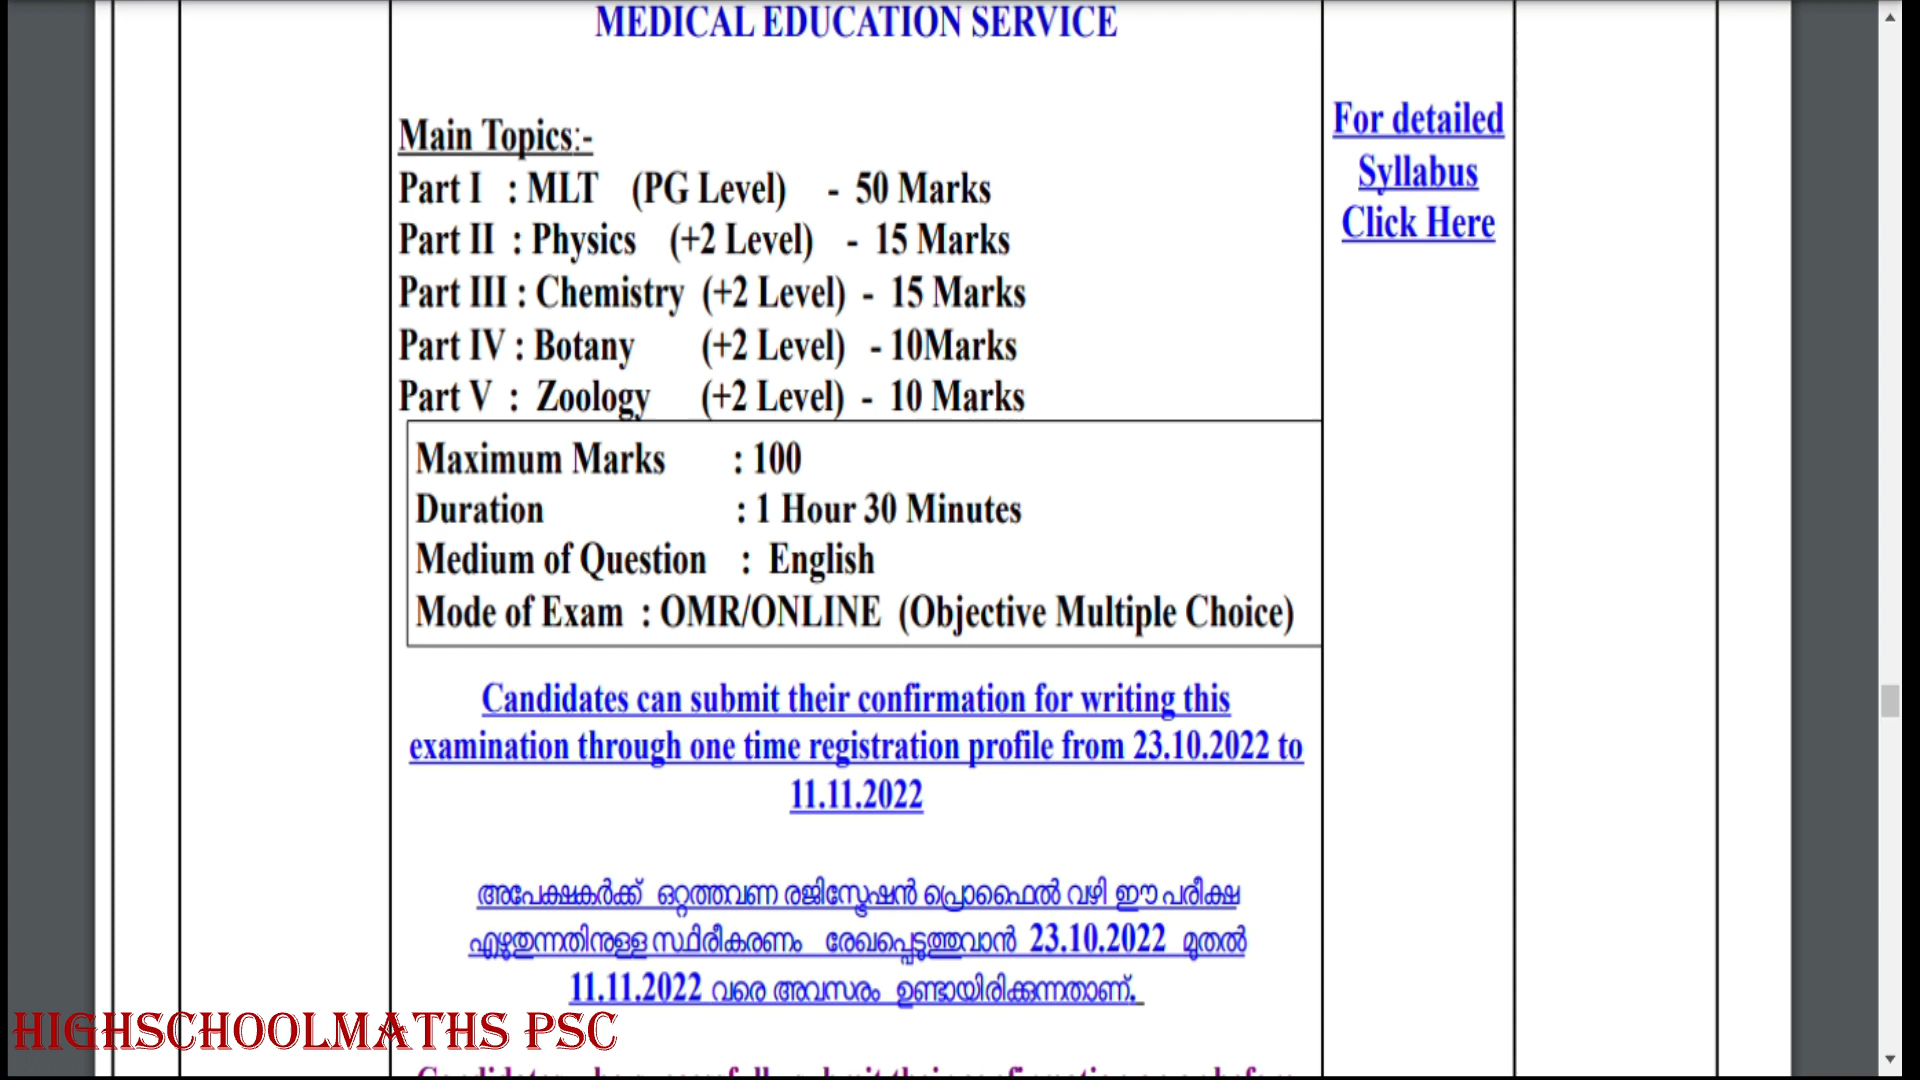 MEDICAL EDUCATION SERVICE
Main Topics:-
Part I : MLT (PG Level) - 50 Marks
Part II : Physics (+2 Level) - 15 Marks
Part III : Chemistry (+2 Level) - 15 Marks
Part IV : Botany (+2 Level) - 10Marks
Part V : Zoology (+2 Level) - 10 Marks
Maximum Marks : 100
Duration : 1 Hour 30 Minutes
Medium of Question : English
Mode of Exam : OMR/ONLINE (Objective Multiple Choice)
Candidates can submit their confirmation for writing this
examination through one time registration profile from 23.10.2022 to
11.11.2022
അപേക്ഷകർക്ക് ഒറ്റത്തവണ രജിസ്ട്രേഷൻ പ്രൊഫൈൽ വഴി ഈ പരീക്ഷ
എഴുതുന്നതിനുള്ള സ്ഥിരീകരണം രേഖപ്പെടുത്തുവാൻ 23.10.2022 മുതൽ
11.11.2022 വരെ അവസരം ഉണ്ടായിരിക്കുന്നതാണ്.
For detailed
Syllabus
Click Here
HIGHSCHOOLMATHS PSC